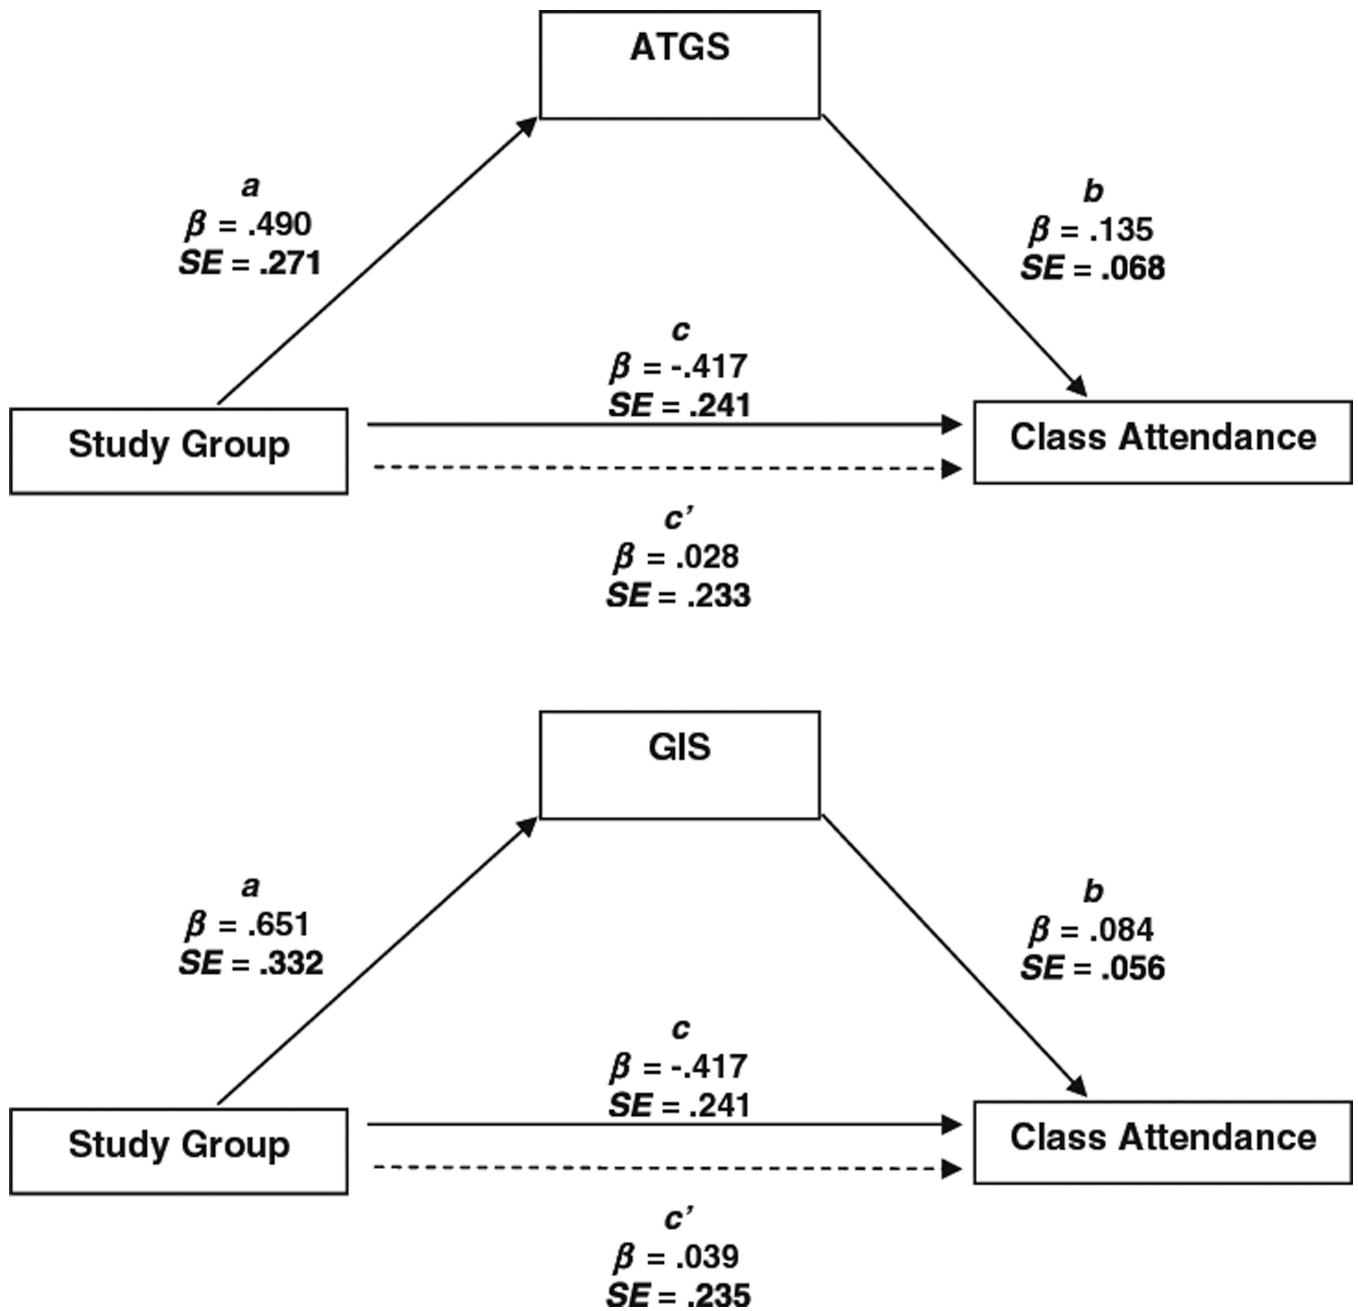 ATGS
a
β = .490
SE = .271
b
β = .135
SE = .068
c
β = -.417
SE = .241
Study Group
Class Attendance
c’
β = .028
SE = .233
GIS
a
β = .651
SE = .332
b
β = .084
SE = .056
c
β = -.417
SE = .241
Study Group
Class Attendance
c’
β = .039
SE = .235